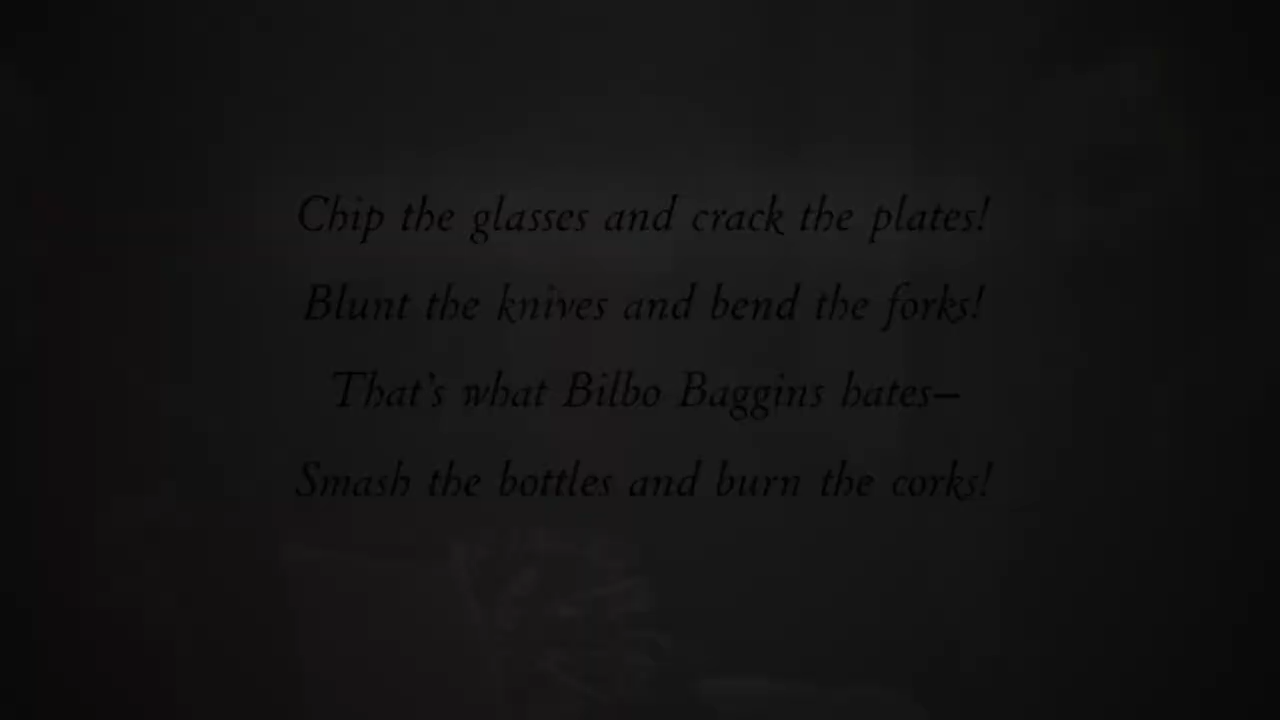 Chip the glasses and crack the plates!
Blunt the knives and bend the forks!
That's what Bilbo Baggins hates—
Smash the bottles and burn the corks!